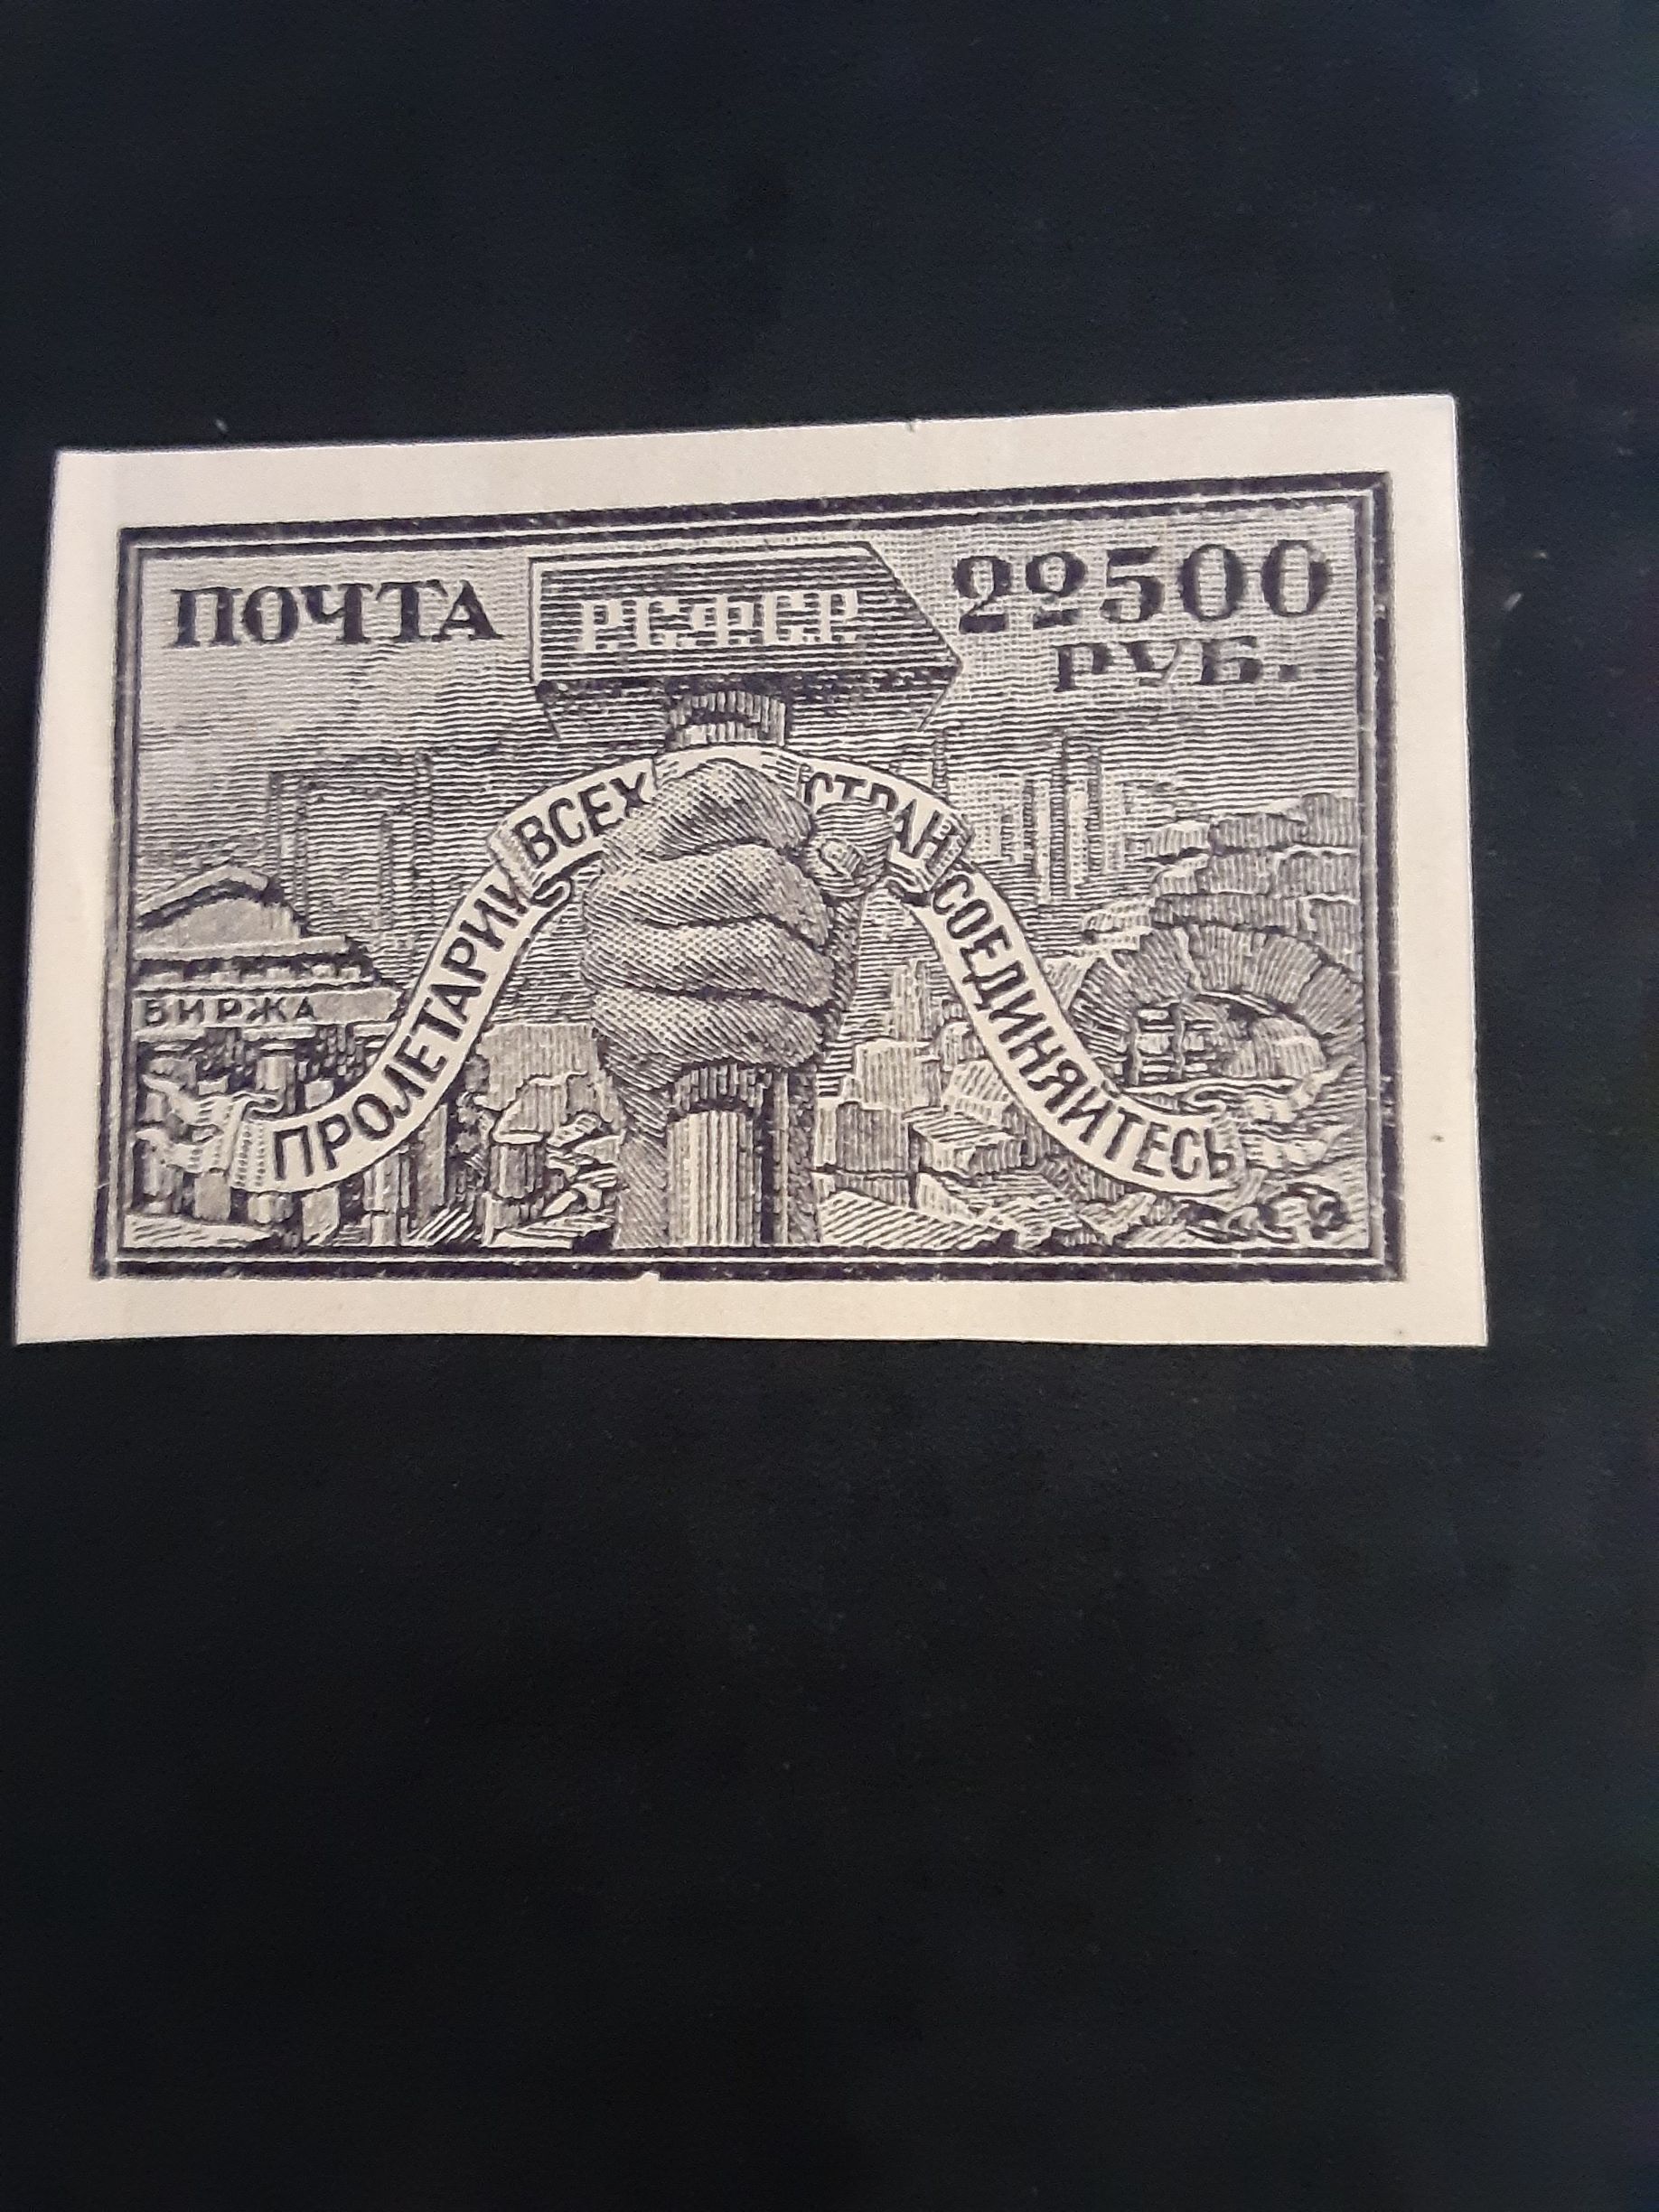 ПОЧТА
Р.С.Ф.С.Р.
22500
РУБ.
ПРОЛЕТАРИИ ВСЕХ СТРАН СОЕДИНЯЙТЕСЬ
БИРЖА